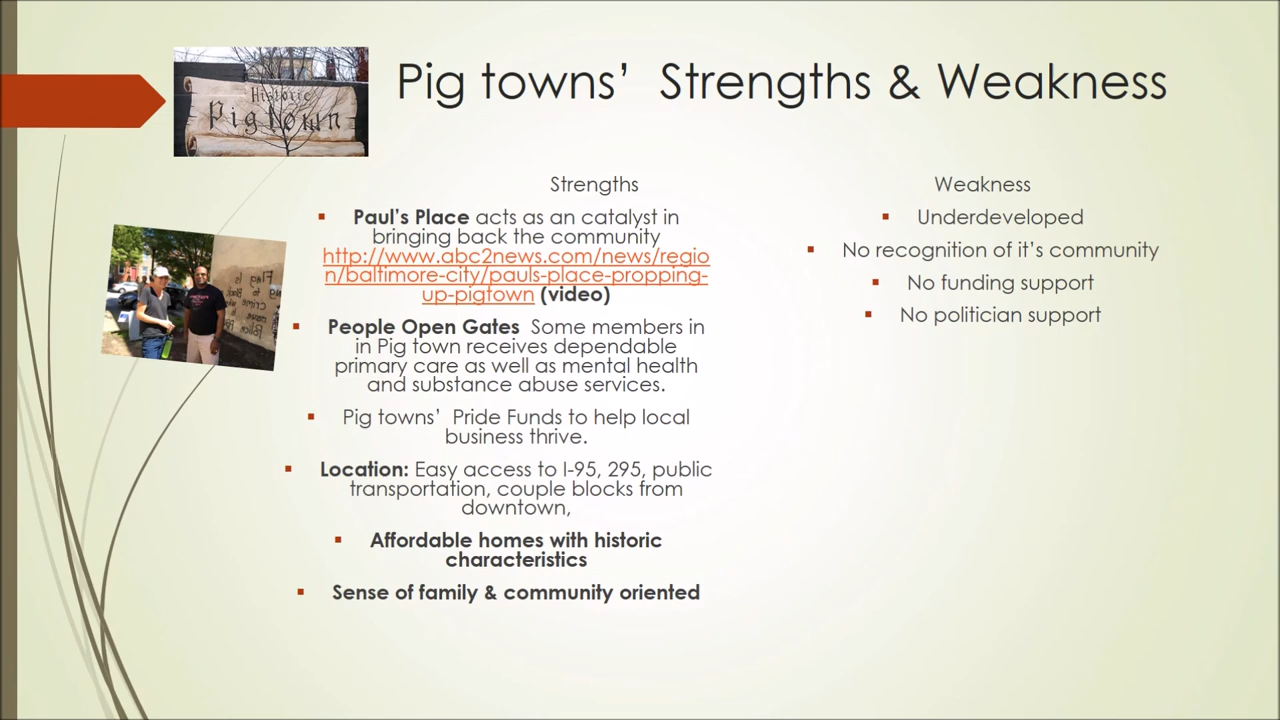 Historic
PigTown
Pig towns’  Strengths & Weakness
Strengths
▪ Paul’s Place acts as an catalyst in
bringing back the community
http://www.abc2news.com/news/regio
n/baltimore-city/pauls-place-propping-
up-pigtown (video)
▪ People Open Gates  Some members in
in Pig town receives dependable
primary care as well as mental health
and substance abuse services.
▪ Pig towns’  Pride Funds to help local
business thrive.
▪ Location: Easy access to I-95, 295, public
transportation, couple blocks from
downtown,
▪ Affordable homes with historic
characteristics
▪ Sense of family & community oriented
Weakness
▪ Underdeveloped
▪ No recognition of it’s community
▪ No funding support
▪ No politician support